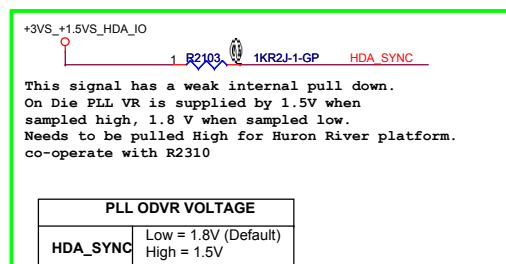 +3VS_+1.5VS_HDA_IO
1 R2103 1KR2J-1-GP HDA_SYNC
This signal has a weak internal pull down.
On Die PLL VR is supplied by 1.5V when
sampled high, 1.8 V when sampled low.
Needs to be pulled High for Huron River platform.
co-operate with R2310
PLL ODVR VOLTAGE
HDA_SYNC
Low = 1.8V (Default)
High = 1.5V